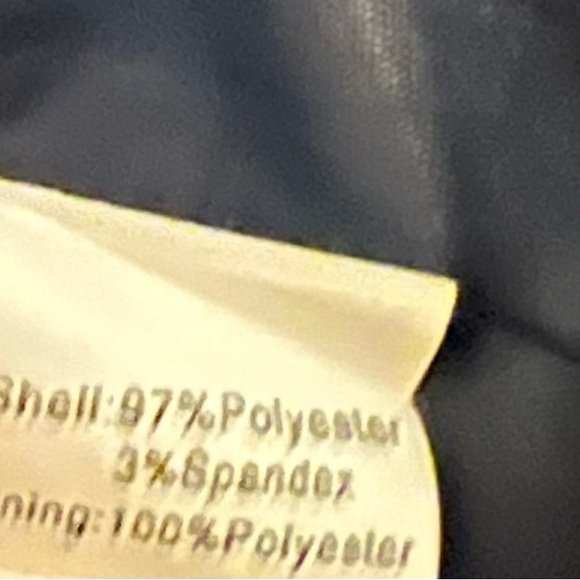 Shell:97%Polyester
3%Spandex
ning:100%Polyester